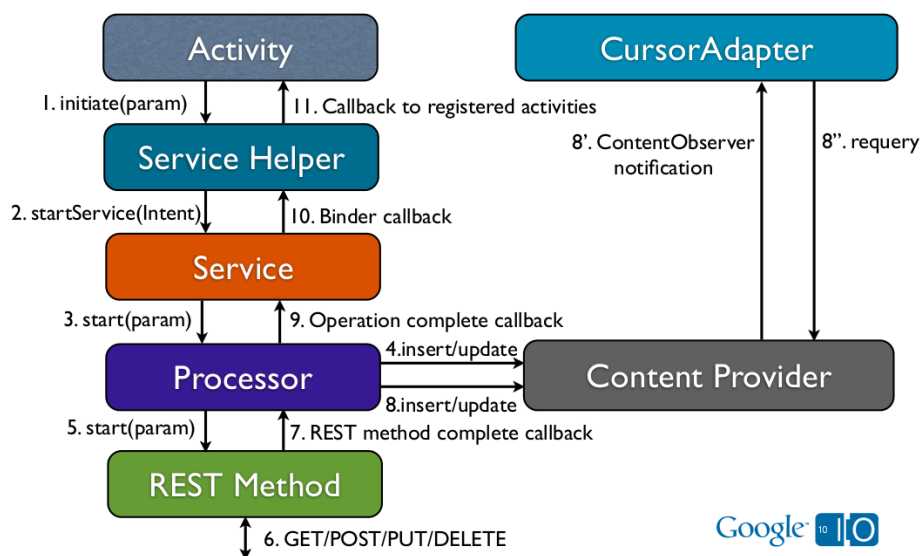 Activity
CursorAdapter
1. initiate(param)
11. Callback to registered activities
Service Helper
8'. ContentObserver
notification
8''. requery
2. startService(Intent)
10. Binder callback
Service
3. start(param)
9. Operation complete callback
4.insert/update
Processor
Content Provider
8.insert/update
5. start(param)
7. REST method complete callback
REST Method
6. GET/POST/PUT/DELETE
Google 10 IO